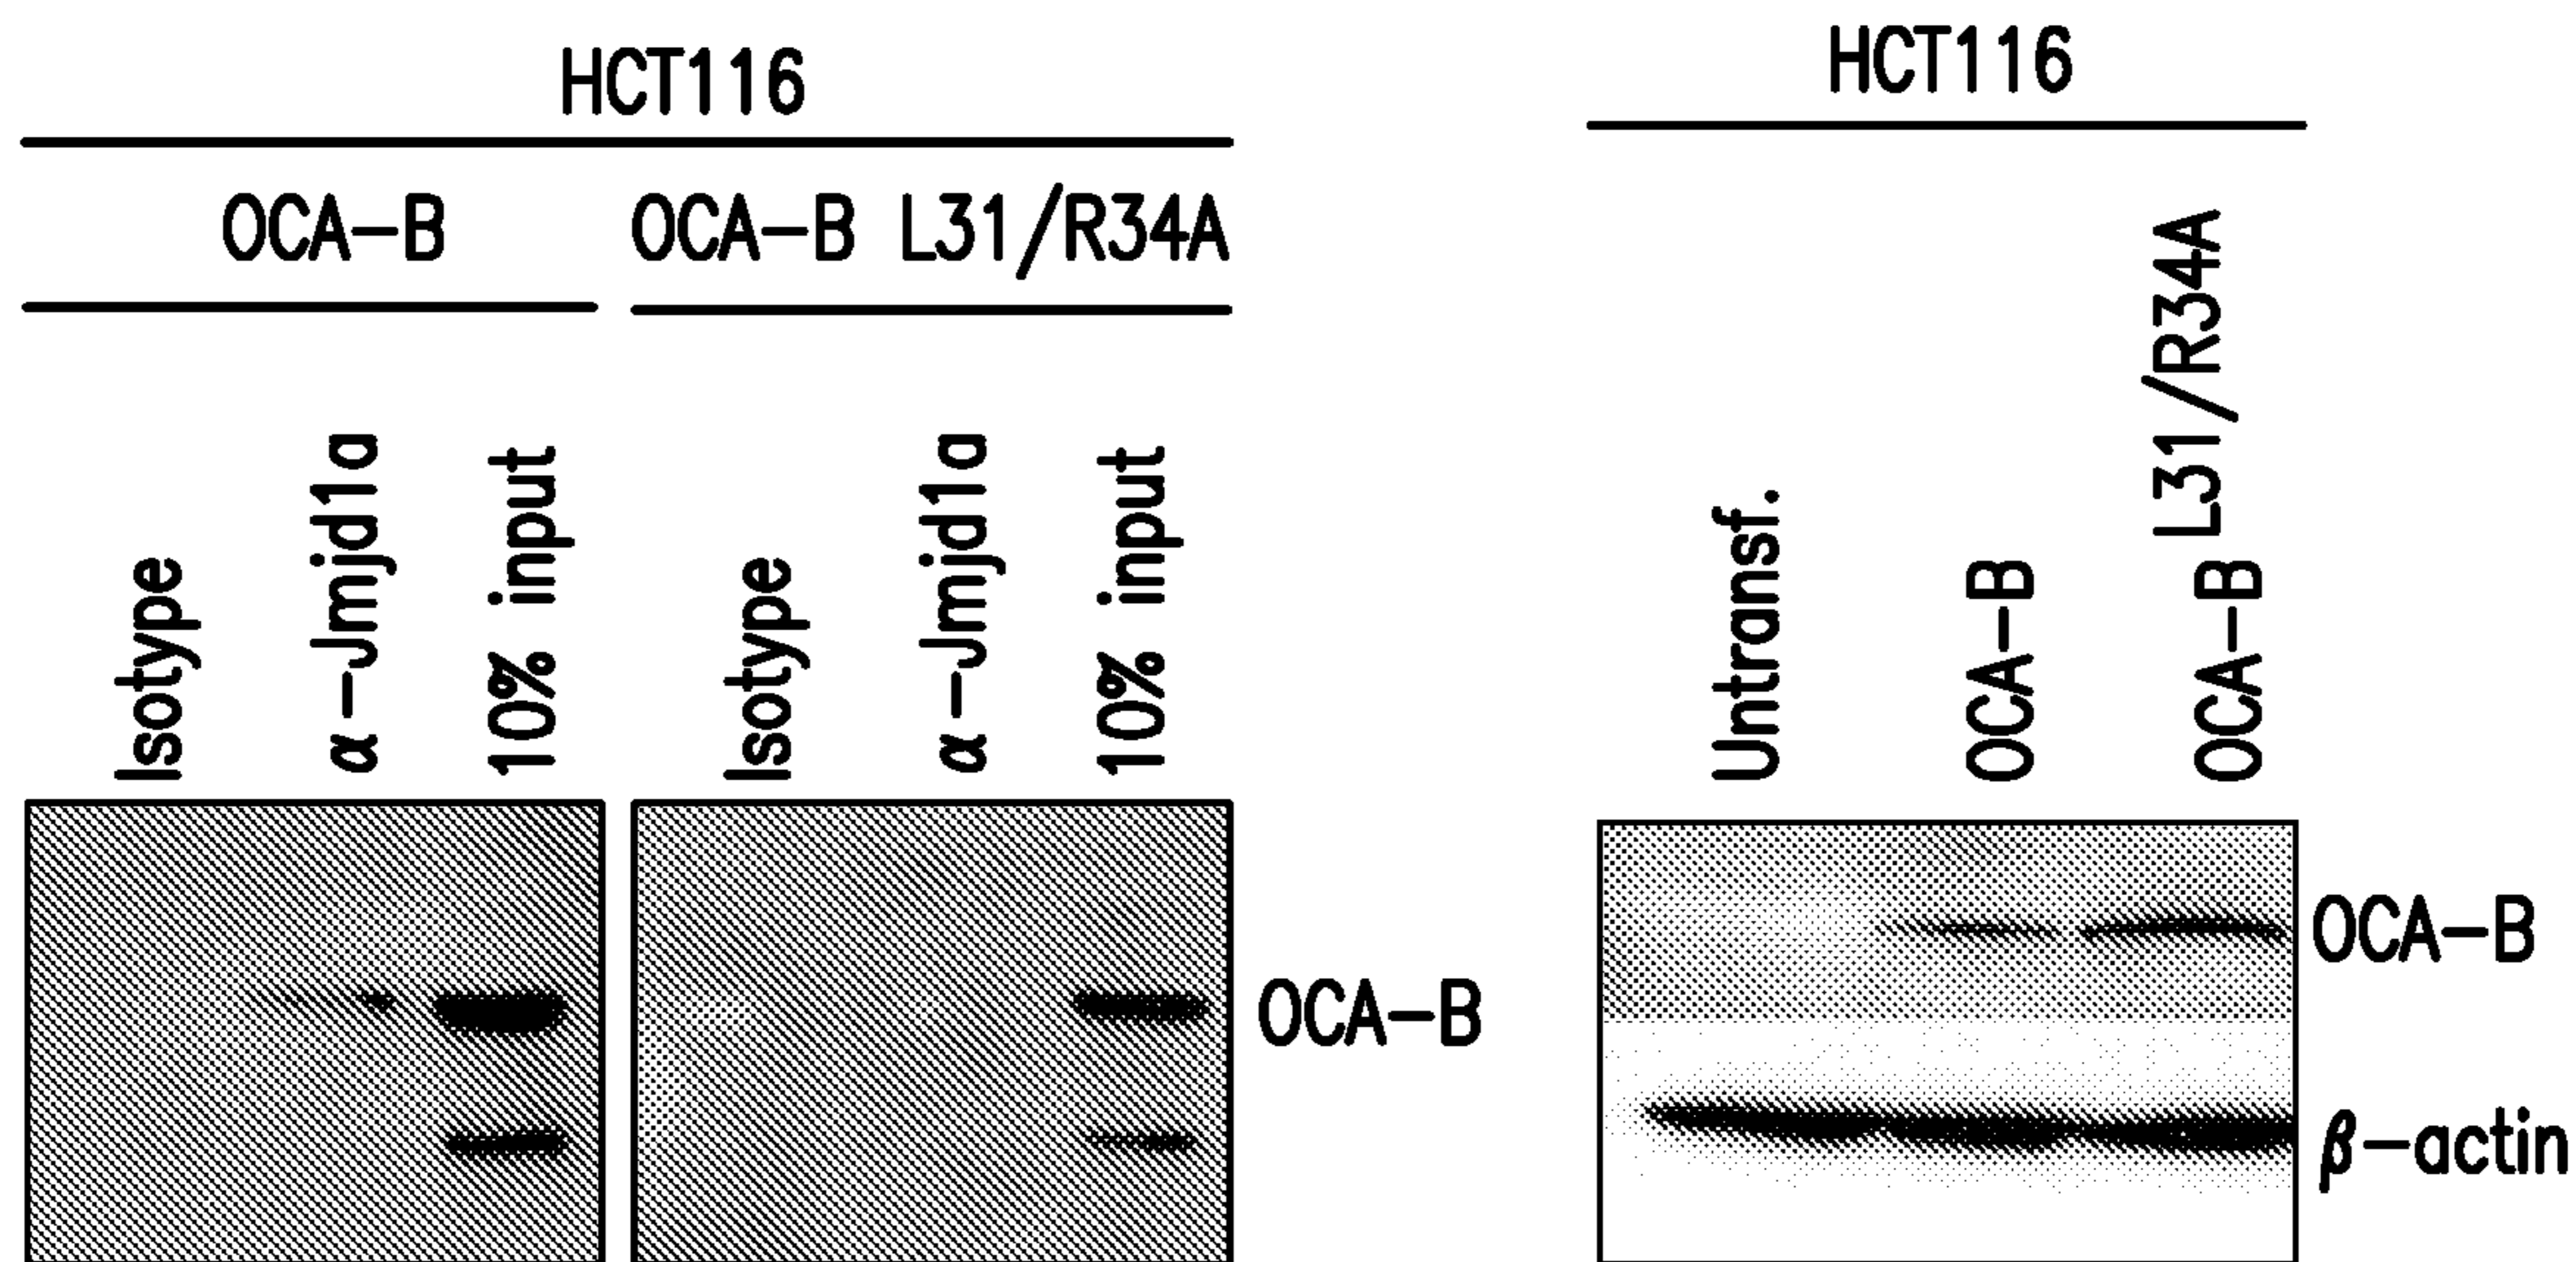 HCT116
OCA-B
OCA-B L31/R34A
Isotype
α-Jmjd1a
10% input
Isotype
α-Jmjd1a
10% input
OCA-B
HCT116
Untransf.
OCA-B
OCA-B L31/R34A
OCA-B
β-actin